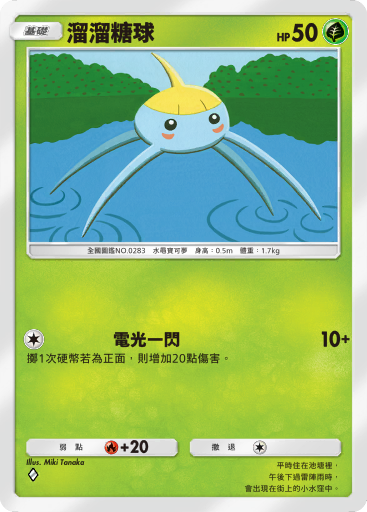 基礎 溜溜糖球 HP 50
全國圖鑑NO.0283 水黽寶可夢 身高：0.5m 體重：1.7kg
電光一閃 10+
擲1次硬幣若為正面，則增加20點傷害。
弱點 +20 撤退
Illus. Miki Tanaka
平時住在池塘裡，
午後下過雷陣雨時，
會出現在街上的小水窪中。